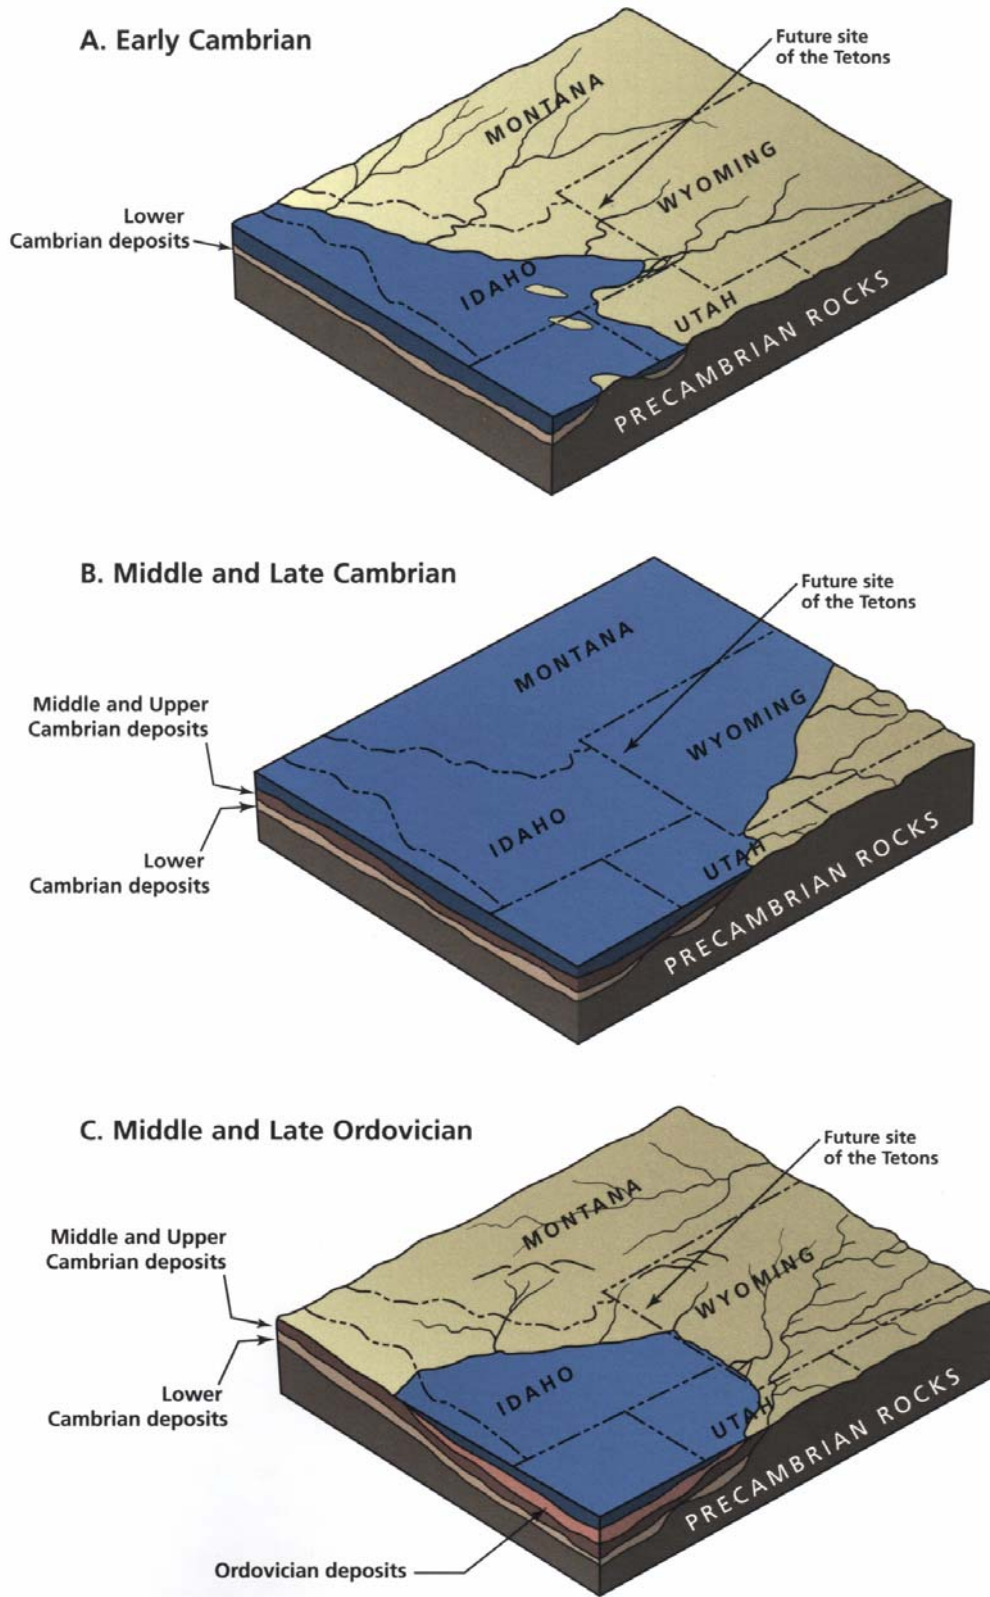 A. Early Cambrian
Future site
of the Tetons
MONTANA
WYOMING
Lower
Cambrian deposits
IDAHO
UTAH
PRECAMBRIAN ROCKS
B. Middle and Late Cambrian
Future site
of the Tetons
MONTANA
WYOMING
Middle and Upper
Cambrian deposits
IDAHO
Lower
Cambrian deposits
UTAH
PRECAMBRIAN ROCKS
C. Middle and Late Ordovician
Future site
of the Tetons
MONTANA
WYOMING
Middle and Upper
Cambrian deposits
IDAHO
Lower
Cambrian deposits
UTAH
PRECAMBRIAN ROCKS
Ordovician deposits